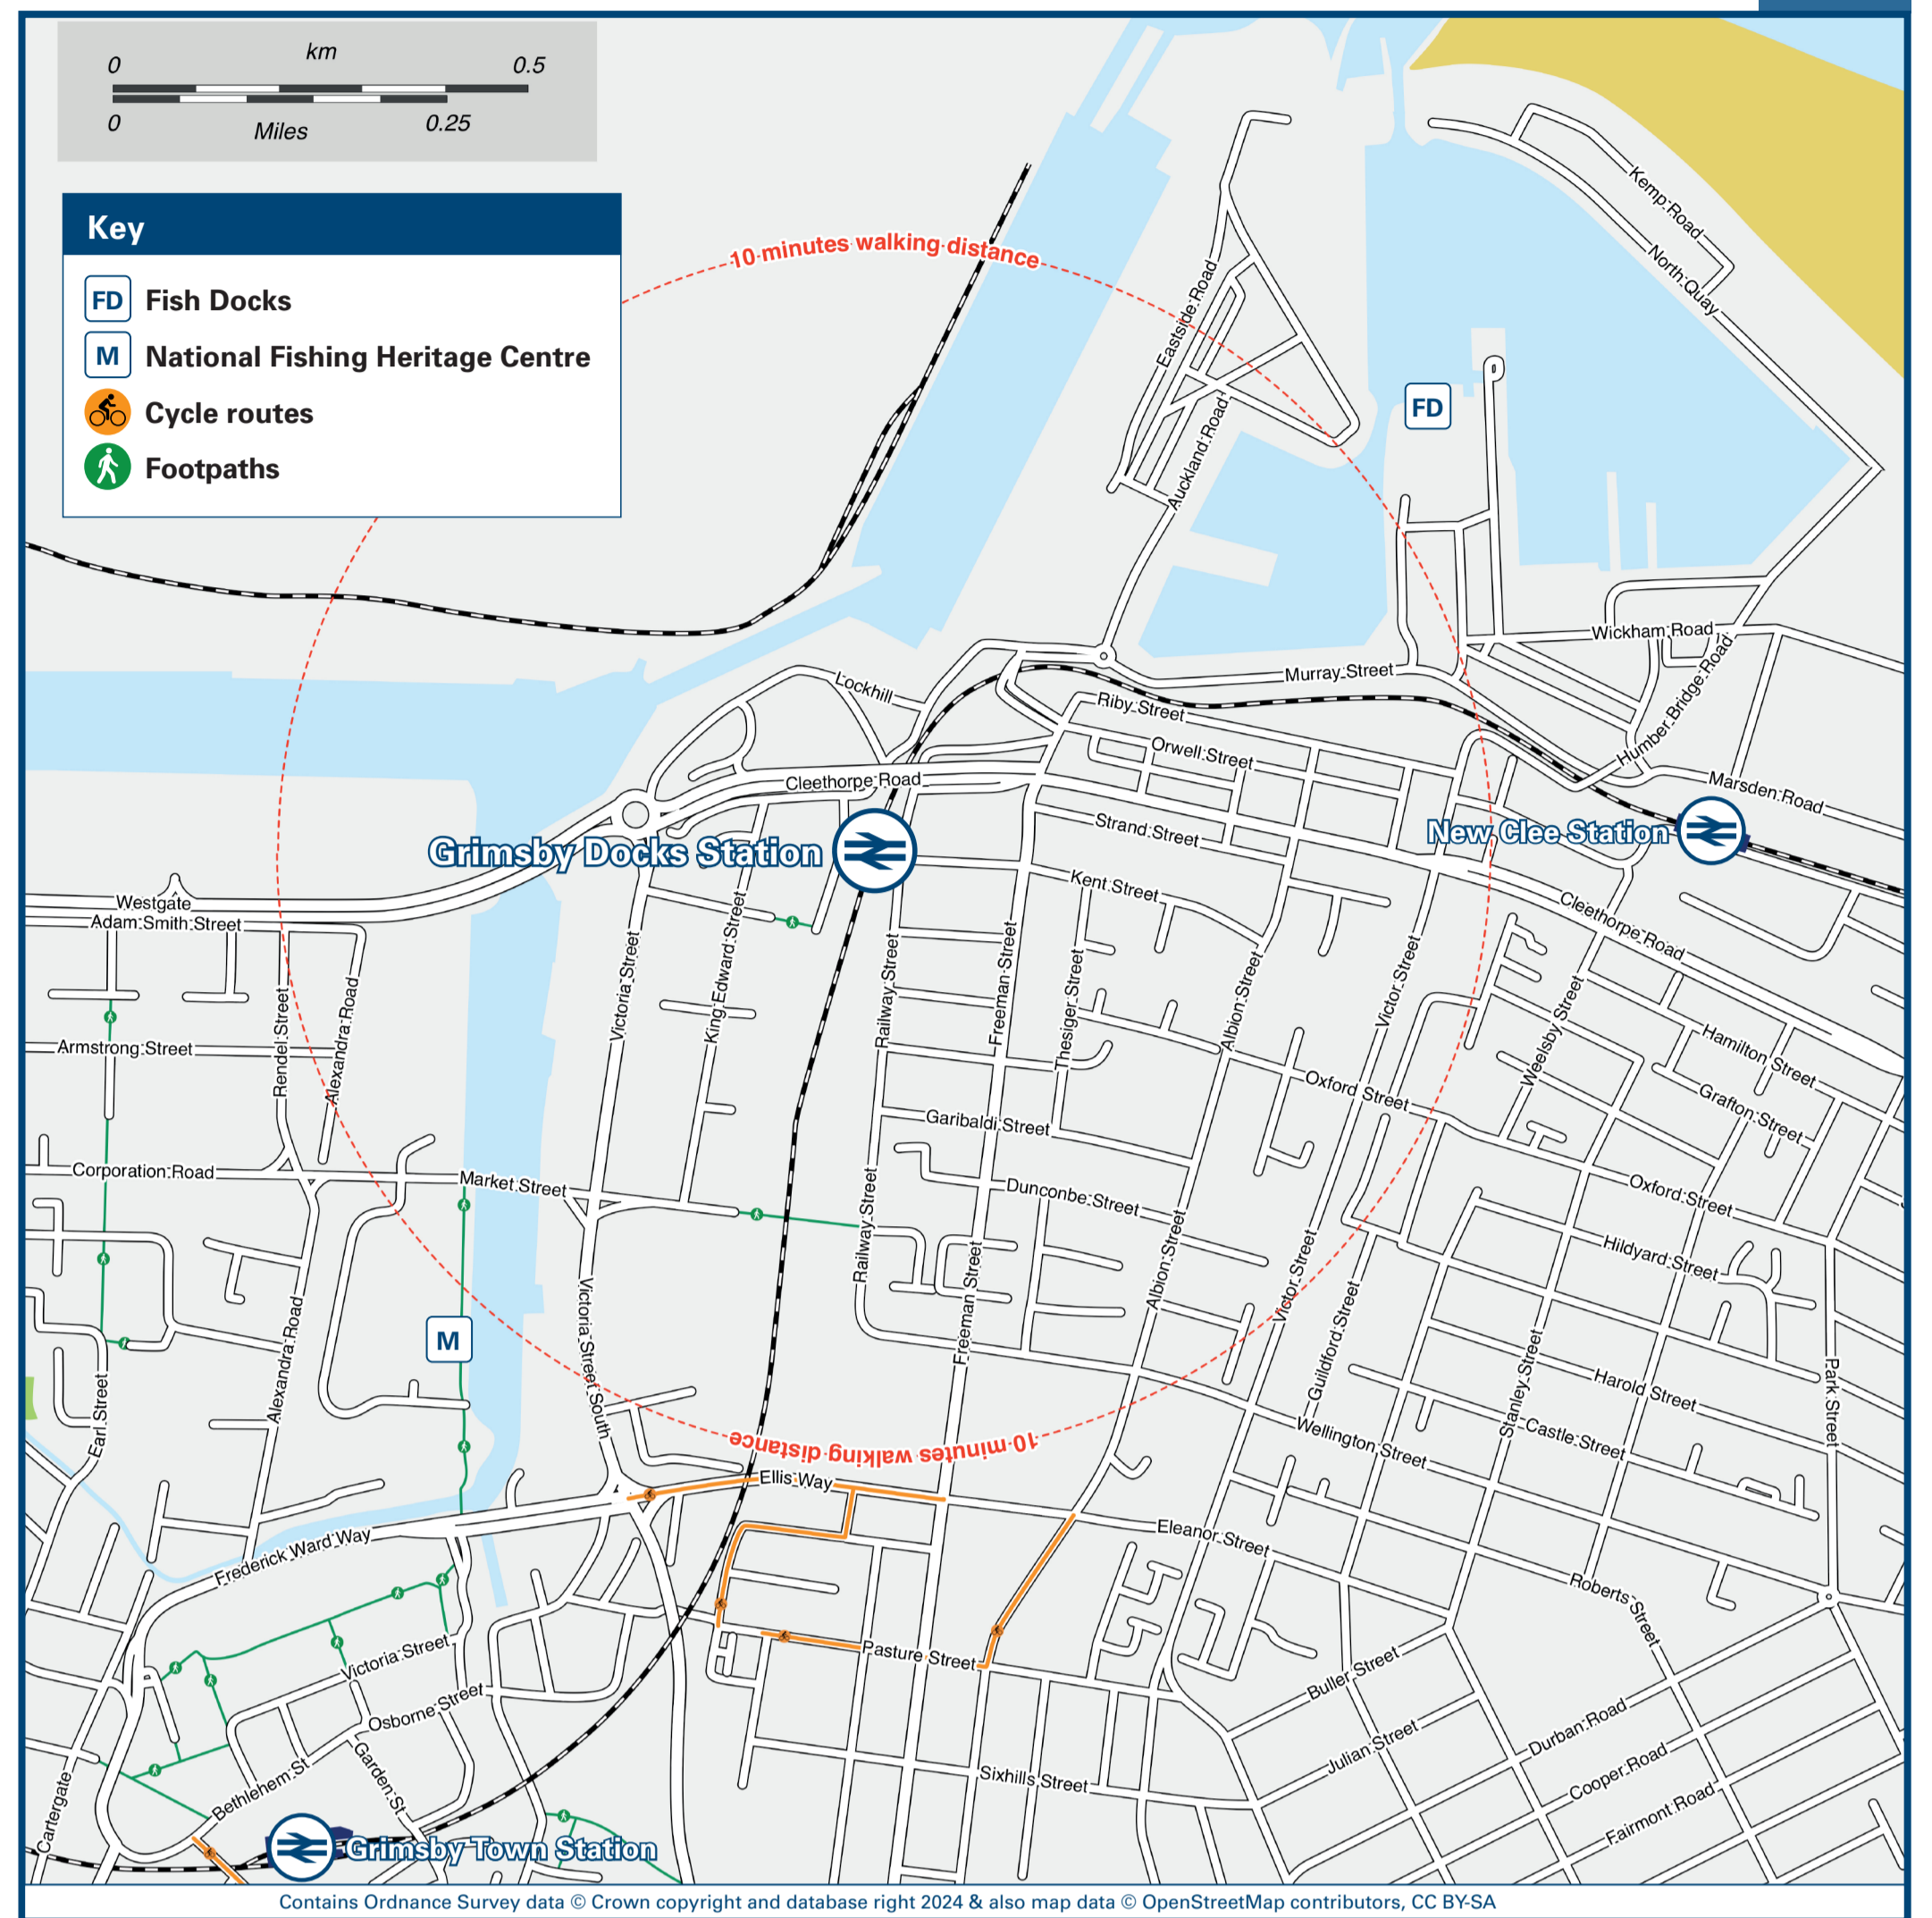 km
0
0.5
0
Miles
0.25
Key
FD Fish Docks
M National Fishing Heritage Centre
Cycle routes
Footpaths
10 minutes walking distance
Kemp Road
North Quay
Eastside Road
FD
Auckland Road
Wickham Road
Lockhill
Murray Street
Humber Bridge Road
Riby Street
Orwell Street
Cleethorpe Road
Marsden Road
Strand Street
New Clee Station
Grimsby Docks Station
Kent Street
Westgate
Adam Smith Street
Cleethorpe Road
Victoria Street
King Edward Street
Railway Street
Freeman Street
Thesiger Street
Albion Street
Victor Street
Weelsby Street
Rendel Street
Alexandra Road
Armstrong Street
Hamilton Street
Oxford Street
Grafton Street
Garibaldi Street
Corporation Road
Market Street
Dunconbe Street
Oxford Street
Railway Street
Freeman Street
Albion Street
Victor Street
Hildyard Street
Guildford Street
M
Victoria Street South
Alexandra Road
Earl Street
Stanley Street
Harold Street
Park Street
Castle Street
Wellington Street
10 minutes walking distance
Ellis Way
Eleanor Street
Frederick Ward Way
Roberts Street
Victoria Street
Pasture Street
Buller Street
Osborne Street
Durban Road
Julian Street
Garden St
Bethlehem St
Sixhills Street
Cooper Road
Cartergate
Fairmont Road
Grimsby Town Station
Contains Ordnance Survey data © Crown copyright and database right 2024 & also map data © OpenStreetMap contributors, CC BY-SA